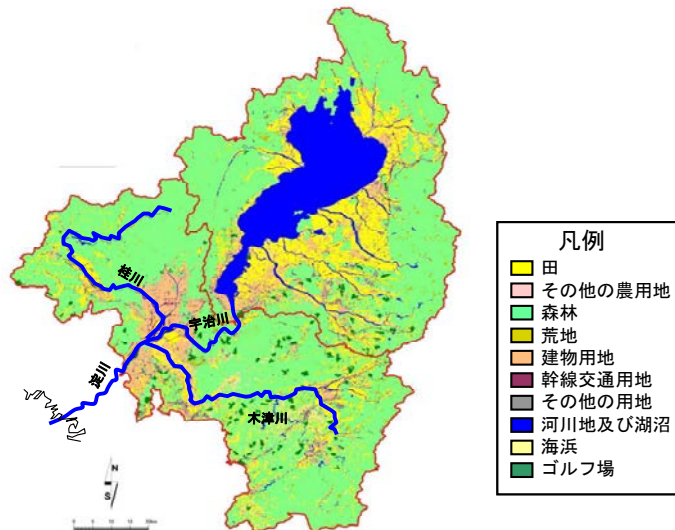 桂川
宇治川
淀川
木津川
N
S
凡例
田
その他の農用地
森林
荒地
建物用地
幹線交通用地
その他の用地
河川地及び湖沼
海浜
ゴルフ場